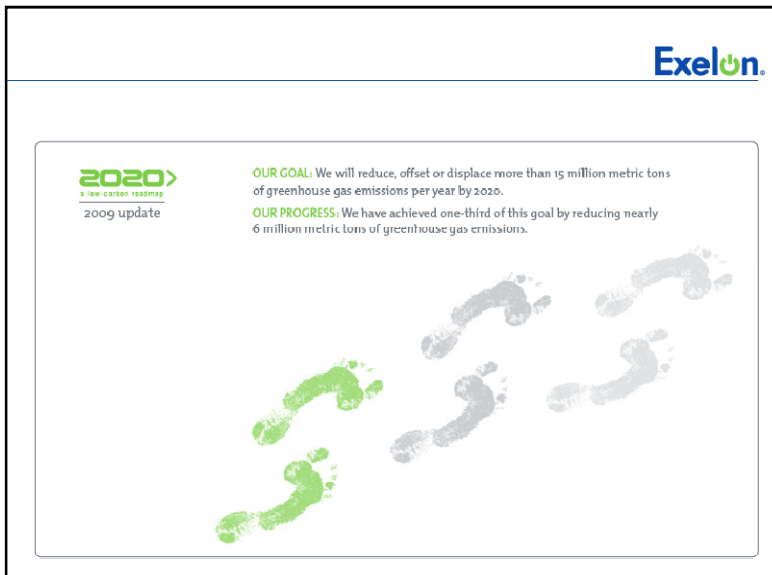 Exelon®
2020>
a low-carbon roadmap
2009 update
OUR GOAL: We will reduce, offset or displace more than 15 million metric tons
of greenhouse gas emissions per year by 2020.
OUR PROGRESS: We have achieved one-third of this goal by reducing nearly
6 million metric tons of greenhouse gas emissions.